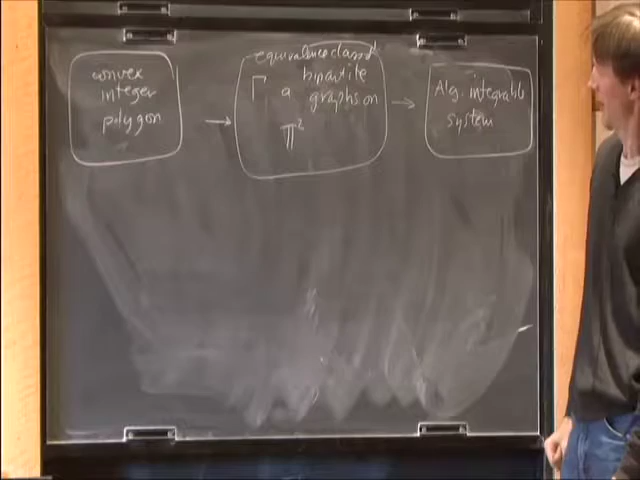 convex
integer
polygon
→
equivalence class of
Γ a bipartite
graphs on
𝕋²
→
Alg. integrable
system